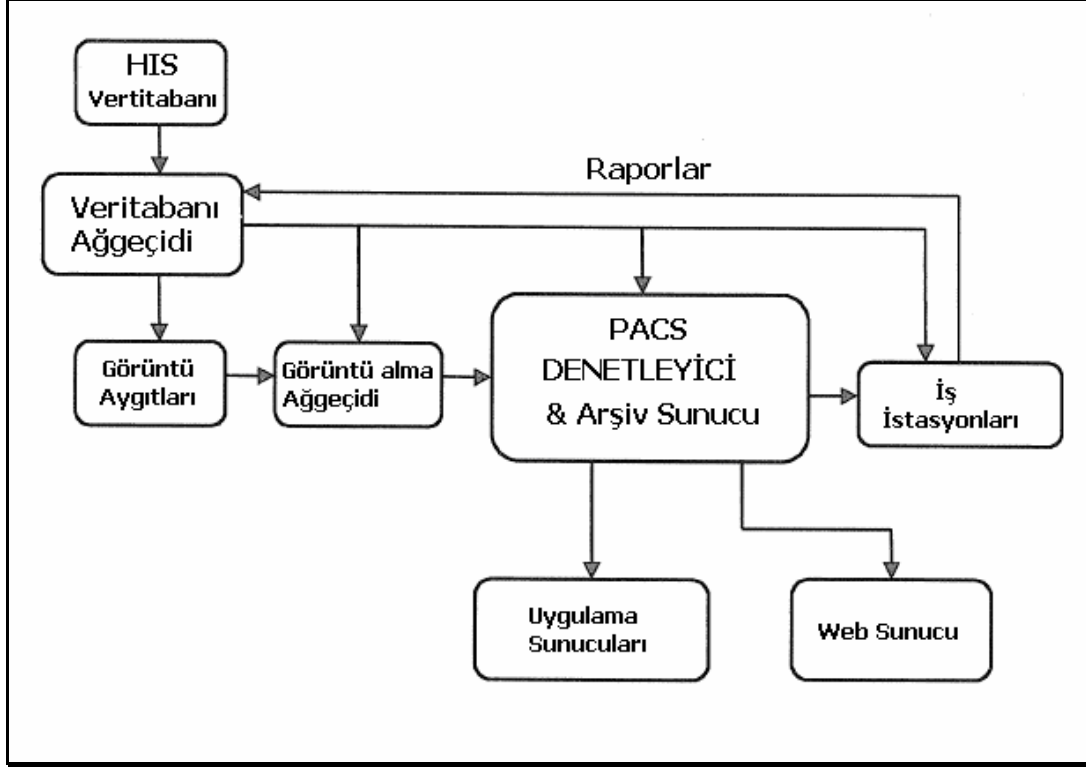 HIS
Vertitabanı
Raporlar
Veritabanı
Ağgeçidi
Görüntü
Aygıtları
Görüntü alma
Ağgeçidi
PACS
DENETLEYİCİ
& Arşiv Sunucu
İş
İstasyonları
Uygulama
Sunucuları
Web Sunucu